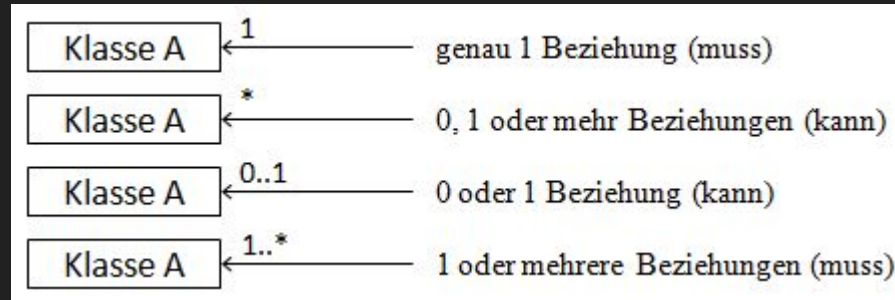 Klasse A 1 genau 1 Beziehung (muss)
Klasse A * 0, 1 oder mehr Beziehungen (kann)
Klasse A 0..1 0 oder 1 Beziehung (kann)
Klasse A 1..* 1 oder mehrere Beziehungen (muss)